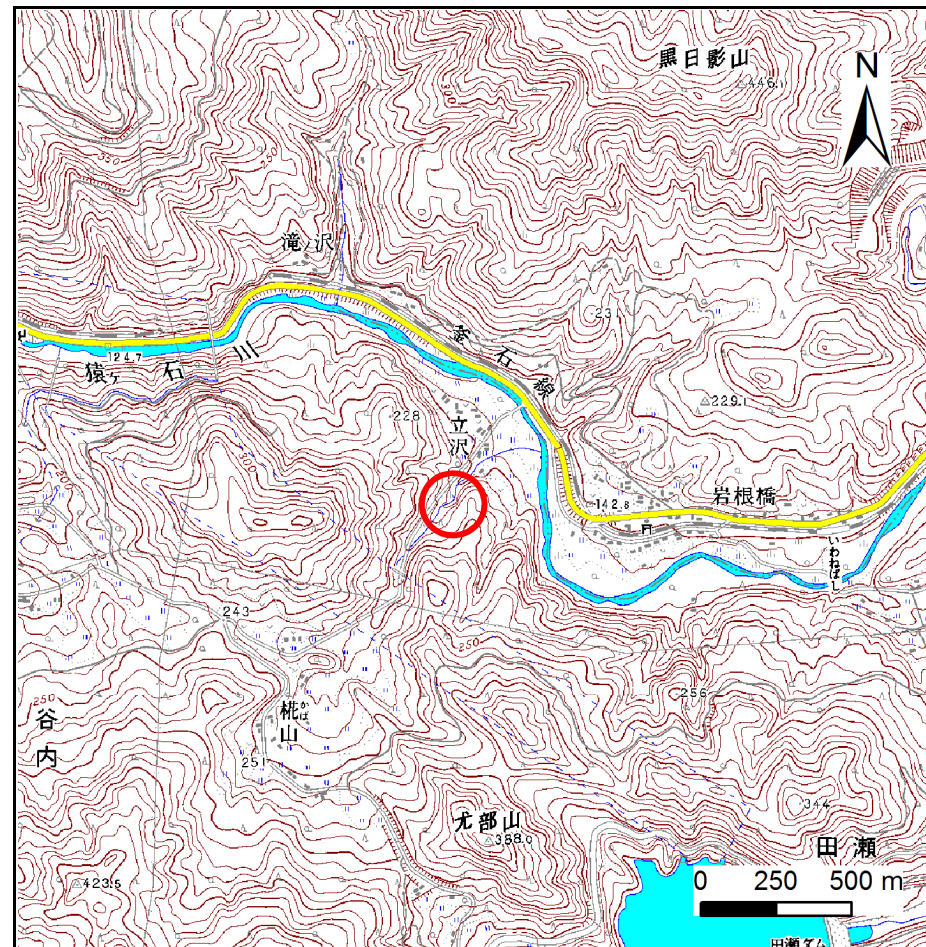 黒日影山
446.1
N
滝ノ沢
231
釜石線
124.7
猿ヶ石川
228
立沢
229.1
142.8
岩根橋
いわねばし
243
250
250
256
椛山
かば
谷内
251
344
尤部山
388.0
田瀬
423.5
0 250 500 m
田瀬ダム